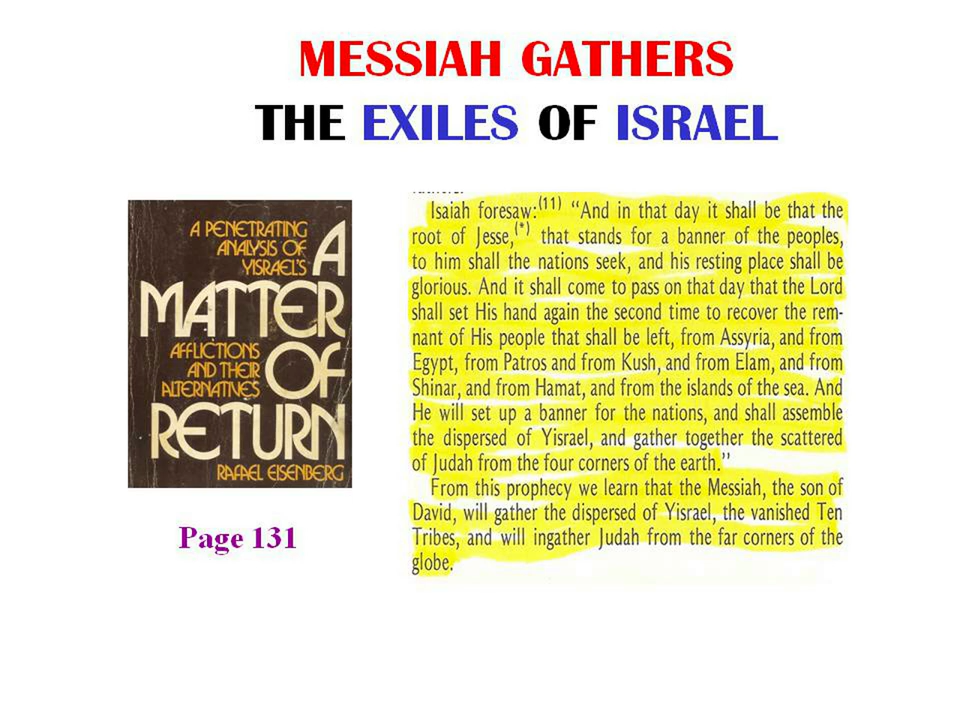 MESSIAH GATHERS
THE EXILES OF ISRAEL
A PENETRATING
ANALYSIS OF
YISRAEL'S
A
MATTER
AFFLICTIONS
AND THEIR
ALTERNATIVES
OF
RETURN
RAFAEL EISENBERG
Page 131
Isaiah foresaw:(11) “And in that day it shall be that the
root of Jesse,(*) that stands for a banner of the peoples,
to him shall the nations seek, and his resting place shall be
glorious. And it shall come to pass on that day that the Lord
shall set His hand again the second time to recover the rem-
nant of His people that shall be left, from Assyria, and from
Egypt, from Patros and from Kush, and from Elam, and from
Shinar, and from Hamat, and from the islands of the sea. And
He will set up a banner for the nations, and shall assemble
the dispersed of Yisrael, and gather together the scattered
of Judah from the four corners of the earth.”
From this prophecy we learn that the Messiah, the son of
David, will gather the dispersed of Yisrael, the vanished Ten
Tribes, and will ingather Judah from the far corners of the
globe.